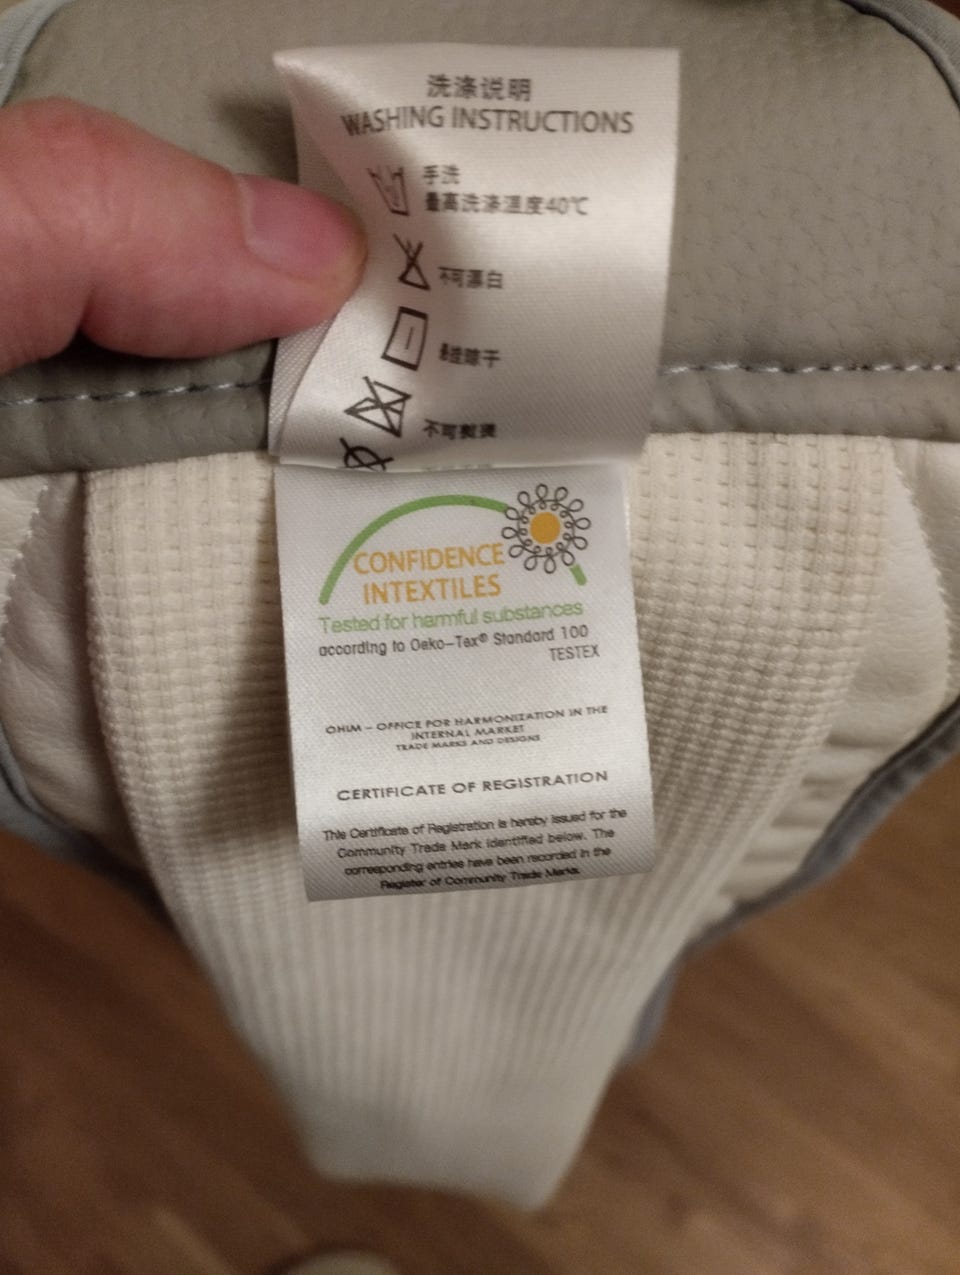 洗涤说明
WASHING INSTRUCTIONS
手洗
最高洗涤温度40℃
不可漂白
悬挂晾干
不可熨烫
CONFIDENCE
INTEXTILES
Tested for harmful substances
according to Oeko-Tex® Standard 100
TESTEX
OHIM - OFFICE FOR HARMONIZATION IN THE
INTERNAL MARKET
TRADE MARKS AND DESIGNS
CERTIFICATE OF REGISTRATION
This Certificate of Registration is hereby issued for the
Community Trade Mark identified below. The
corresponding entries have been recorded in the
Register of Community Trade Marks.